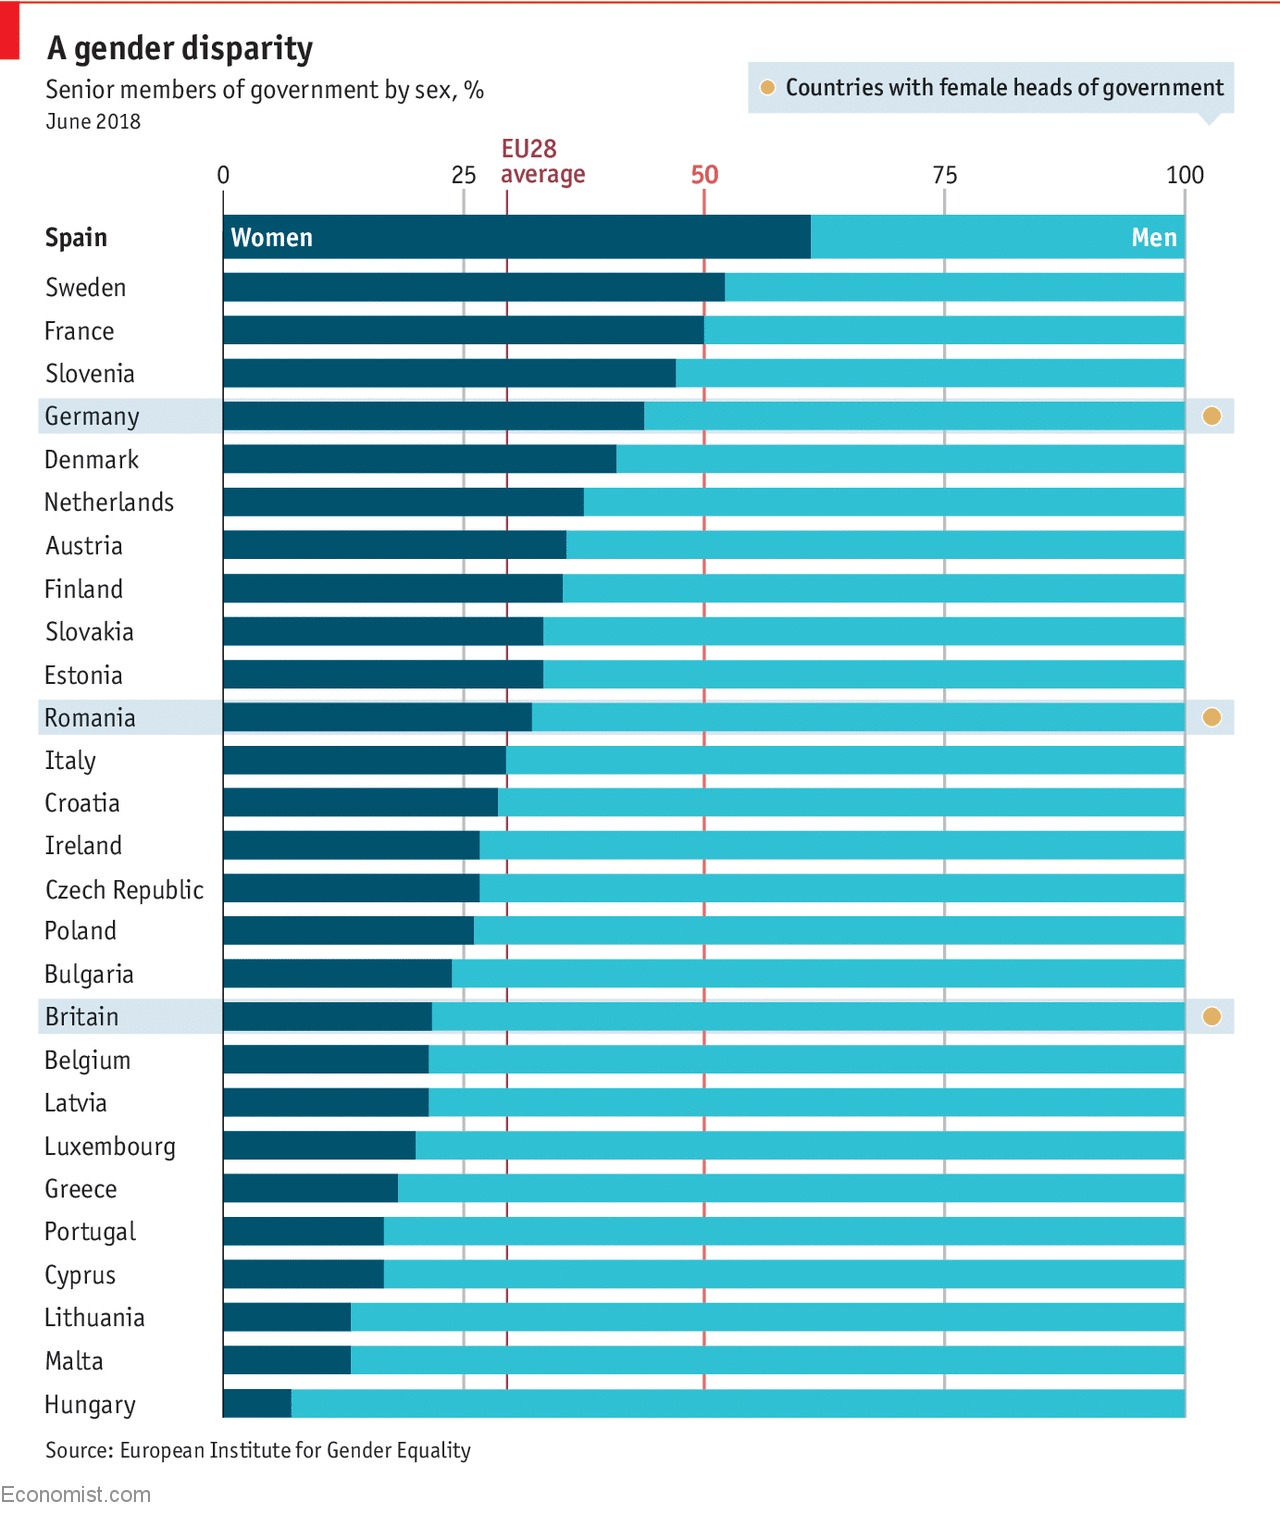 A gender disparity
Senior members of government by sex, %
June 2018
Countries with female heads of government
EU28
average
0 25 50 75 100
Spain Women Men
Sweden
France
Slovenia
Germany
Denmark
Netherlands
Austria
Finland
Slovakia
Estonia
Romania
Italy
Croatia
Ireland
Czech Republic
Poland
Bulgaria
Britain
Belgium
Latvia
Luxembourg
Greece
Portugal
Cyprus
Lithuania
Malta
Hungary
Source: European Institute for Gender Equality
Economist.com